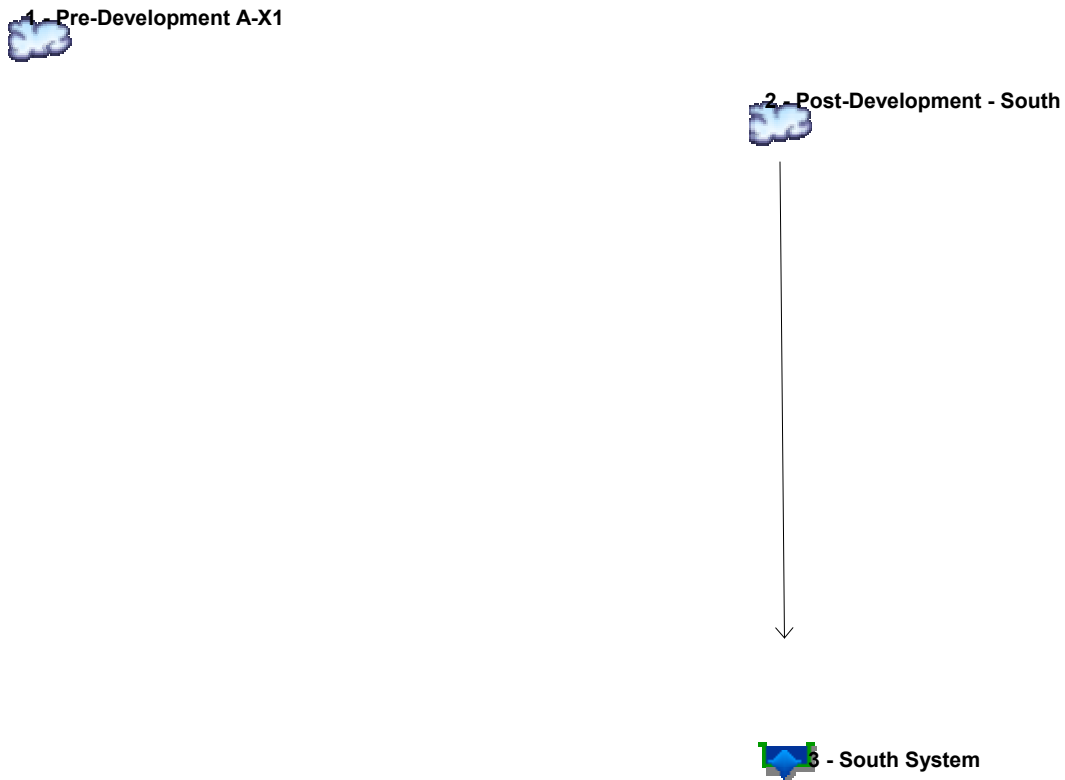 1 - Pre-Development A-X1
2 - Post-Development - South
3 - South System